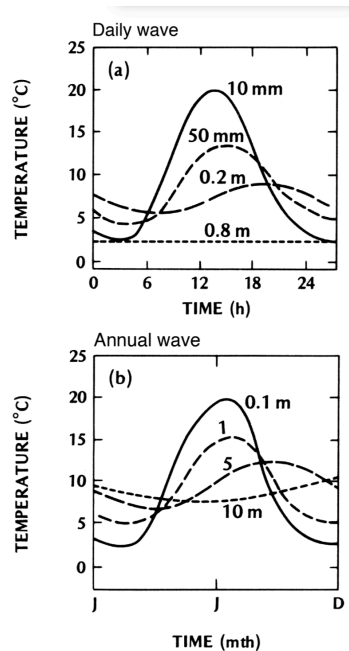 Daily wave
25
(a)
20
10 mm
15
50 mm
10
0.2 m
5
0.8 m
0
TEMPERATURE (°C)
0 6 12 18 24
TIME (h)
Annual wave
25
(b)
20
0.1 m
15
1
10
5
5
10 m
0
TEMPERATURE (°C)
J J D
TIME (mth)